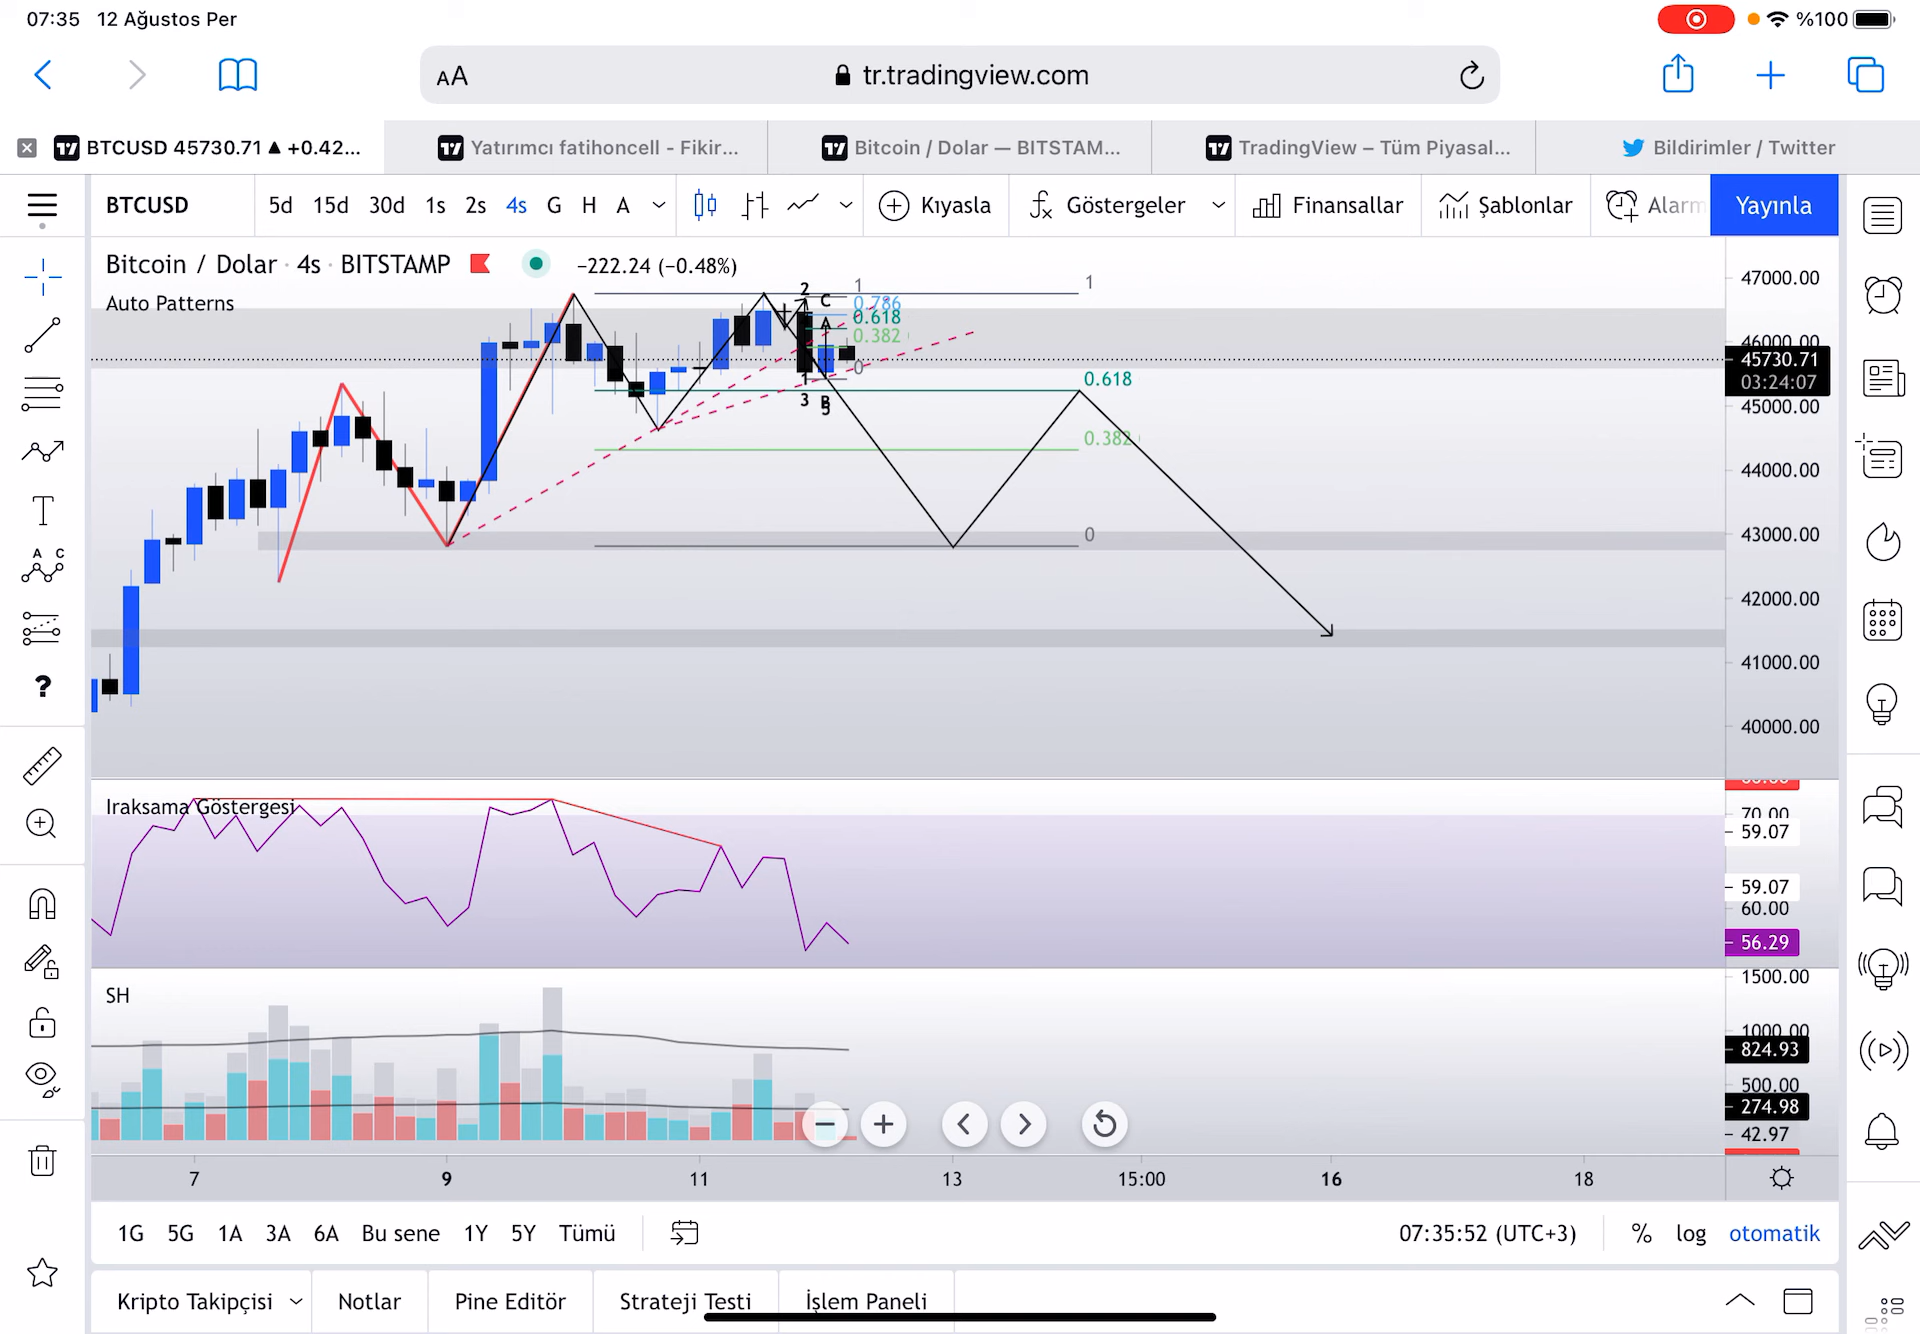 07:35 12 Ağustos Per
%100
AA
tr.tradingview.com
BTCUSD 45730.71 ▲ +0.42...
Yatırımcı fatihoncell - Fikir...
Bitcoin / Dolar — BITSTAM...
TradingView – Tüm Piyasal...
Bildirimler / Twitter
BTCUSD
5d 15d 30d 1s 2s 4s G H A
Kıyasla
Göstergeler
Finansallar
Şablonlar
Alarm
Yayınla
Bitcoin / Dolar · 4s · BITSTAMP
−222.24 (−0.48%)
Auto Patterns
47000.00
46000.00
45730.71
03:24:07
45000.00
44000.00
43000.00
42000.00
41000.00
40000.00
1
0.786
0.618
0.382
0
1
0.618
0.382
0
2
C
A
1
3
B
5
T
A C
?
Iraksama Göstergesi
70.00
59.07
59.07
60.00
56.29
SH
1500.00
1000.00
824.93
500.00
274.98
42.97
7 9 11 13 15:00 16 18
1G 5G 1A 3A 6A Bu sene 1Y 5Y Tümü
07:35:52 (UTC+3)
% log otomatik
Kripto Takipçisi
Notlar
Pine Editör
Strateji Testi
İşlem Paneli